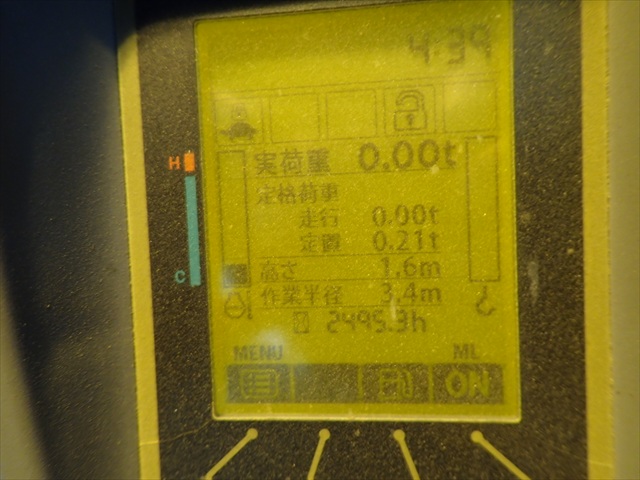 4:39
実荷重 0.00t
定格荷重
走行 0.00t
定置 0.21t
高さ 1.6m
作業半径 3.4m
2495.3h
H
C
MENU ML
ON